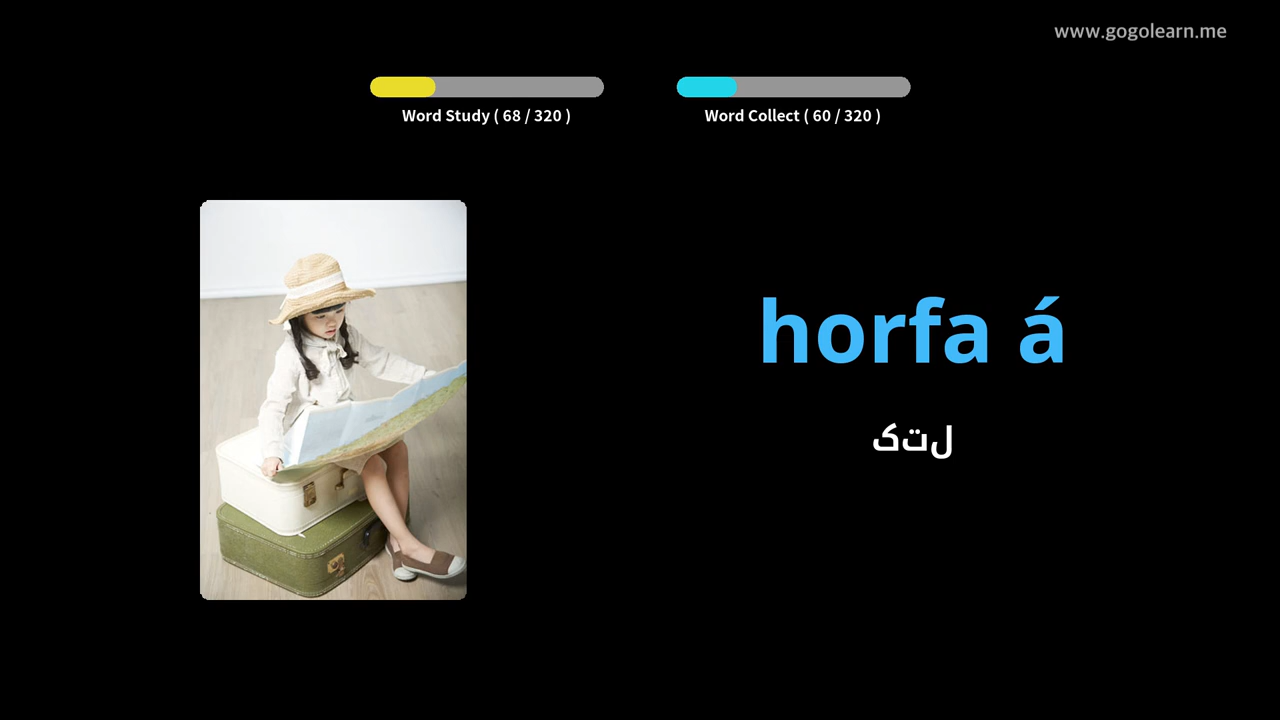 www.gogolearn.me
Word Study ( 68 / 320 )
Word Collect ( 60 / 320 )
horfa á
کتل